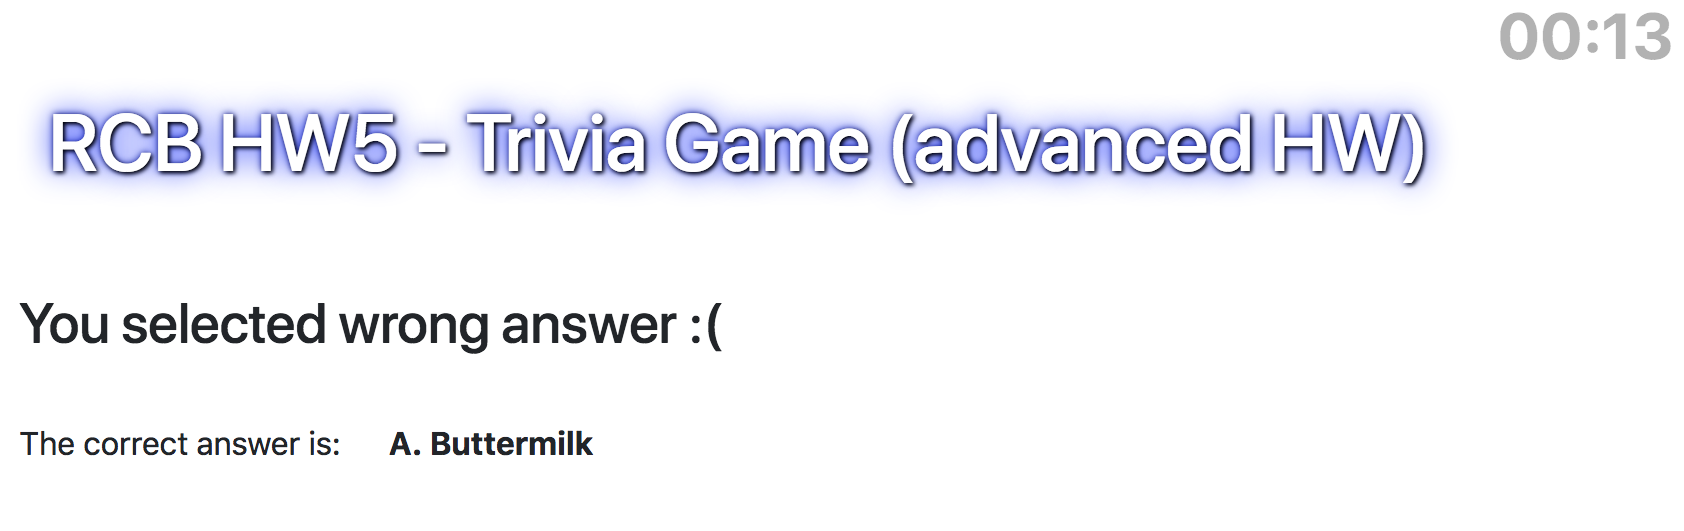 00:13
RCB HW5 - Trivia Game (advanced HW)
You selected wrong answer :(
The correct answer is: A. Buttermilk